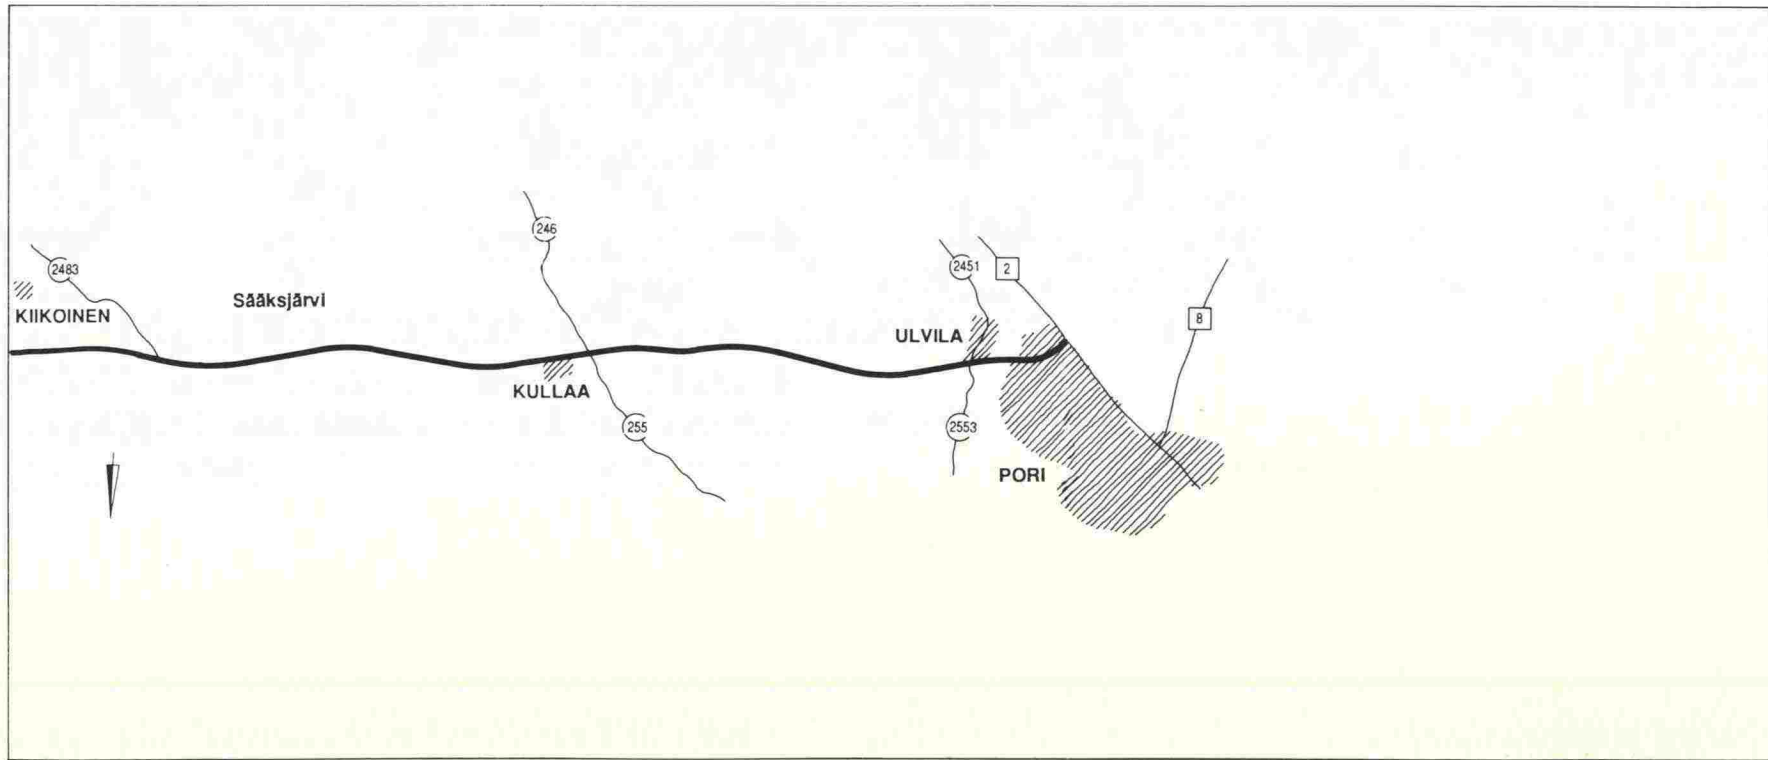 246
2483
2451
2
Sääksjärvi
KIIKOINEN
8
ULVILA
KULLAA
255
2553
PORI